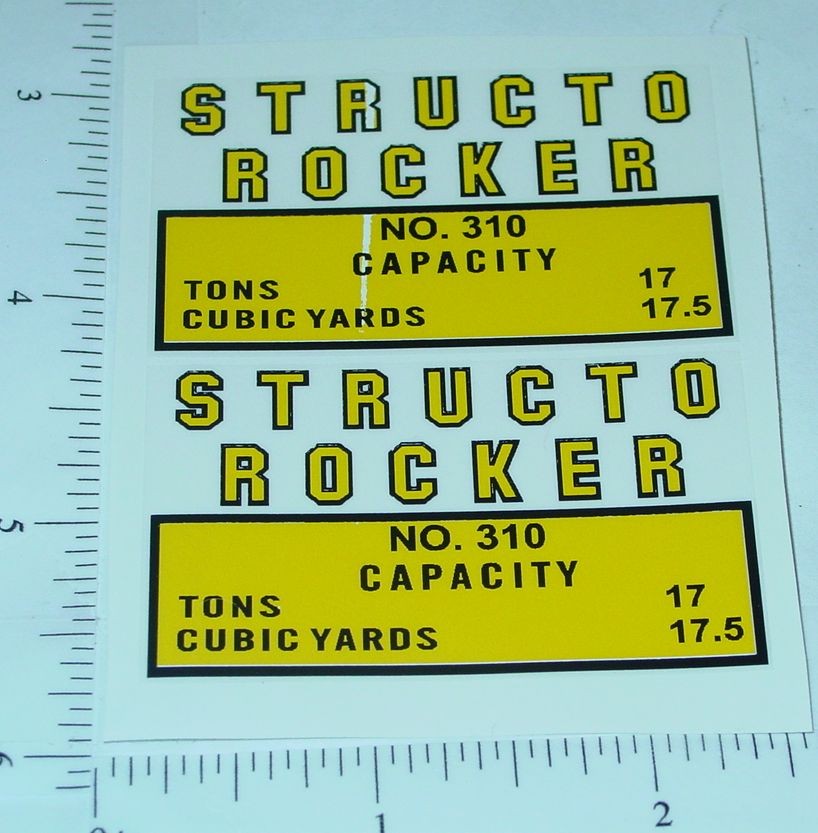 STRUCTO
ROCKER
NO. 310
CAPACITY
TONS 17
CUBIC YARDS 17.5
STRUCTO
ROCKER
NO. 310
CAPACITY
TONS 17
CUBIC YARDS 17.5
3
4
5
6
1
2